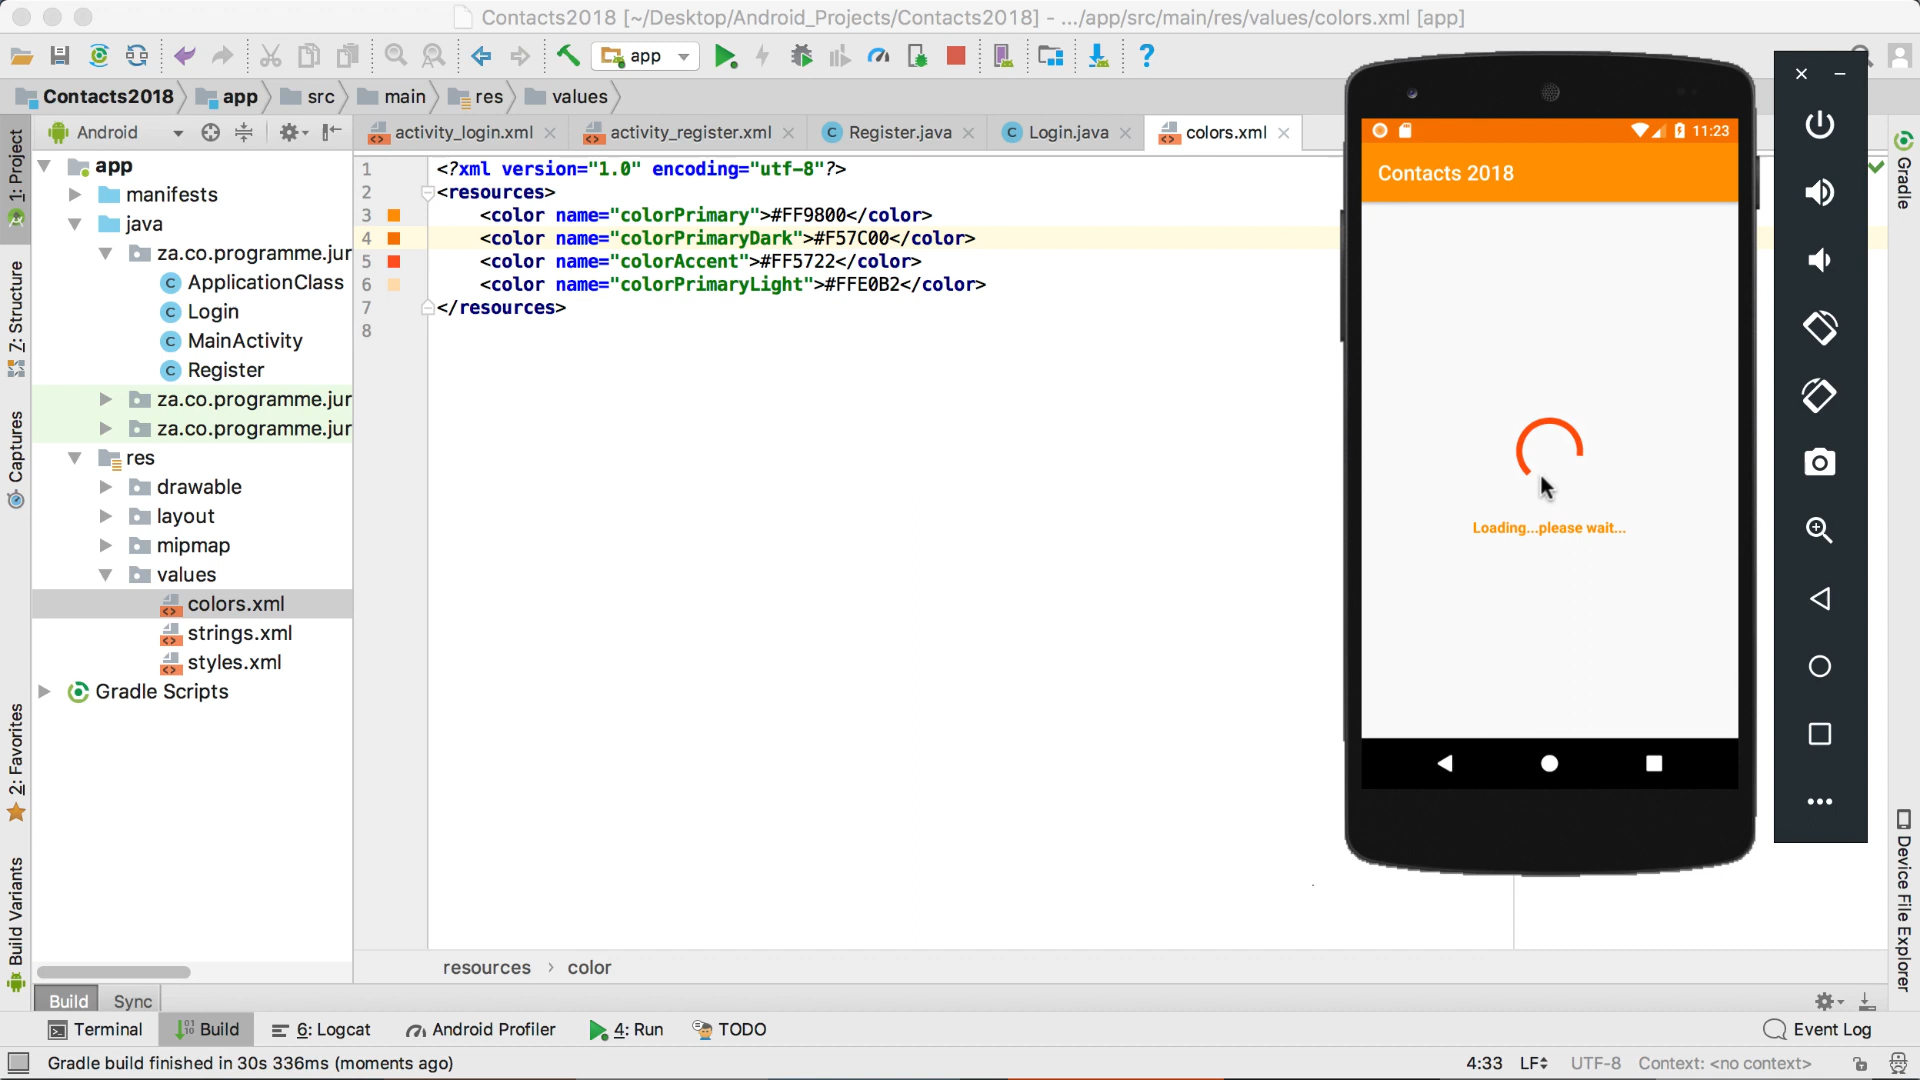 Contacts2018 [~/Desktop/Android_Projects/Contacts2018] - .../app/src/main/res/values/colors.xml [app]
app
?
Contacts2018
app
src
main
res
values
Android
activity_login.xml
activity_register.xml
Register.java
Login.java
colors.xml
1: Project
Z: Structure
Captures
2: Favorites
Build Variants
app
manifests
java
za.co.programme.jur
ApplicationClass
Login
MainActivity
Register
za.co.programme.jur
za.co.programme.jur
res
drawable
layout
mipmap
values
colors.xml
strings.xml
styles.xml
Gradle Scripts
1 <?xml version="1.0" encoding="utf-8"?>
2 <resources>
3 <color name="colorPrimary">#FF9800</color>
4 <color name="colorPrimaryDark">#F57C00</color>
5 <color name="colorAccent">#FF5722</color>
6 <color name="colorPrimaryLight">#FFE0B2</color>
7 </resources>
8
resources › color
11:23
Contacts 2018
Loading...please wait...
Gradle
Device File Explorer
Build
Sync
Terminal
Build
6: Logcat
Android Profiler
4: Run
TODO
Event Log
Gradle build finished in 30s 336ms (moments ago)
4:33
LF
UTF-8
Context: <no context>